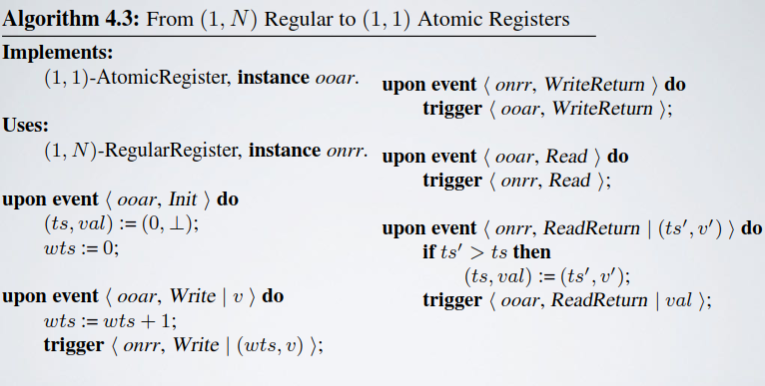 Algorithm 4.3: From (1, N) Regular to (1, 1) Atomic Registers
Implements:
(1, 1)-AtomicRegister, instance ooar.
Uses:
(1, N)-RegularRegister, instance onrr.
upon event ⟨ ooar, Init ⟩ do
(ts, val) := (0, ⊥);
wts := 0;
upon event ⟨ ooar, Write | v ⟩ do
wts := wts + 1;
trigger ⟨ onrr, Write | (wts, v) ⟩;
upon event ⟨ onrr, WriteReturn ⟩ do
trigger ⟨ ooar, WriteReturn ⟩;
upon event ⟨ ooar, Read ⟩ do
trigger ⟨ onrr, Read ⟩;
upon event ⟨ onrr, ReadReturn | (ts′, v′) ⟩ do
if ts′ > ts then
(ts, val) := (ts′, v′);
trigger ⟨ ooar, ReadReturn | val ⟩;